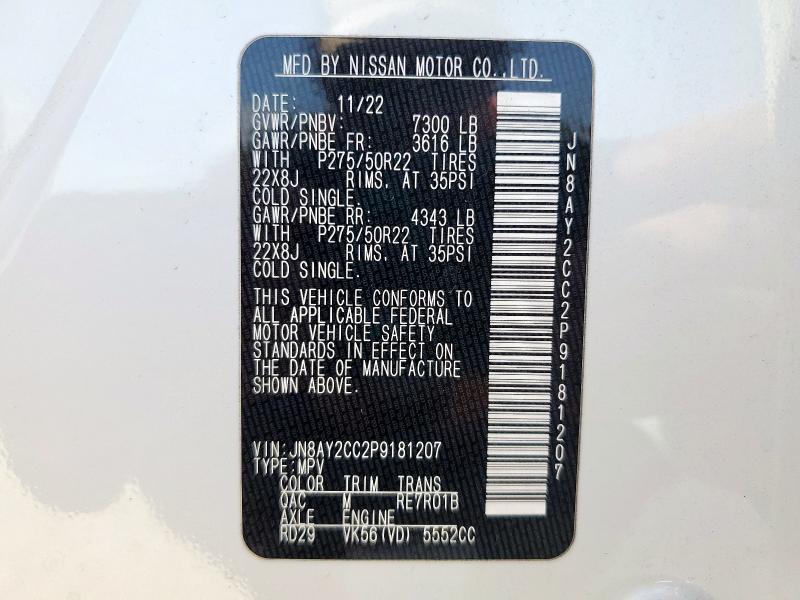 MFD BY NISSAN MOTOR CO.,LTD.
DATE: 11/22
GVWR/PNBV: 7300 LB
GAWR/PNBE FR: 3616 LB
WITH P275/50R22 TIRES
22X8J RIMS, AT 35PSI
COLD SINGLE.
GAWR/PNBE RR: 4343 LB
WITH P275/50R22 TIRES
22X8J RIMS, AT 35PSI
COLD SINGLE.
THIS VEHICLE CONFORMS TO
ALL APPLICABLE FEDERAL
MOTOR VEHICLE SAFETY
STANDARDS IN EFFECT ON
THE DATE OF MANUFACTURE
SHOWN ABOVE.
VIN:JN8AY2CC2P9181207
TYPE:MPV
COLOR TRIM TRANS
QAC M RE7R01B
AXLE ENGINE
RD29 VK56(VD) 5552CC
JN8AY2CC2P9181207